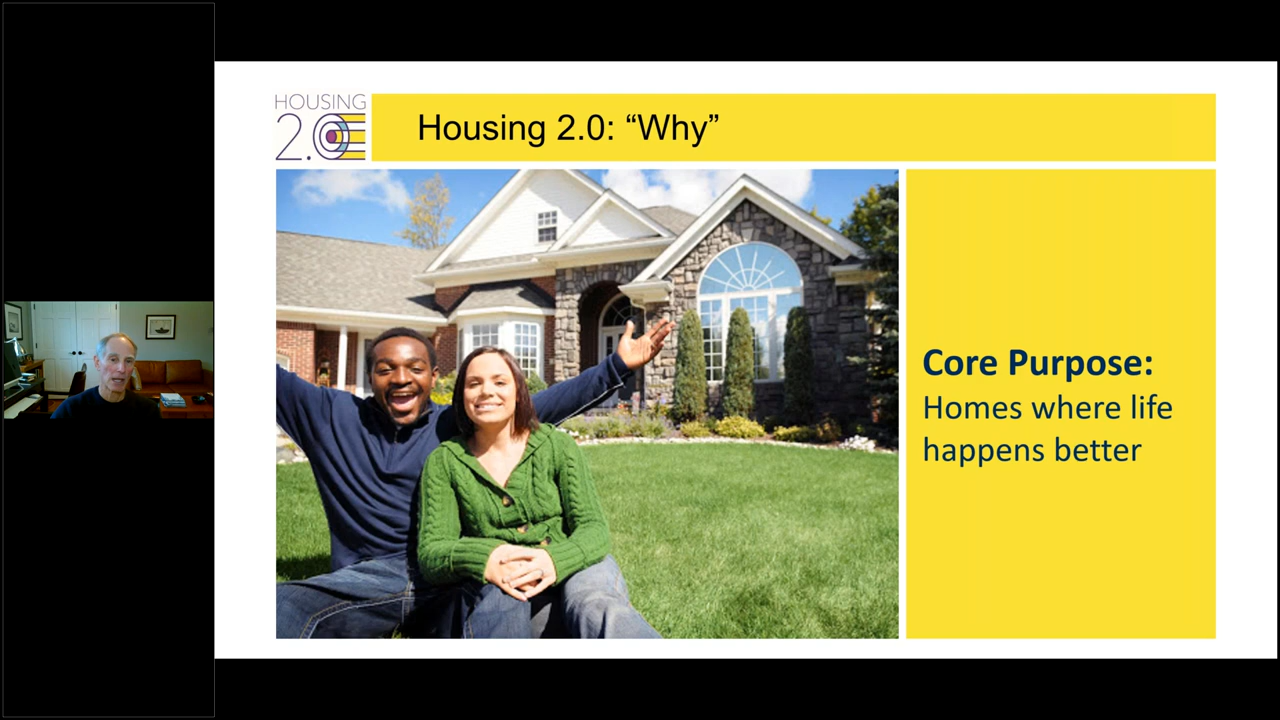 HOUSING
2.0
Housing 2.0: “Why”
Core Purpose:
Homes where life
happens better